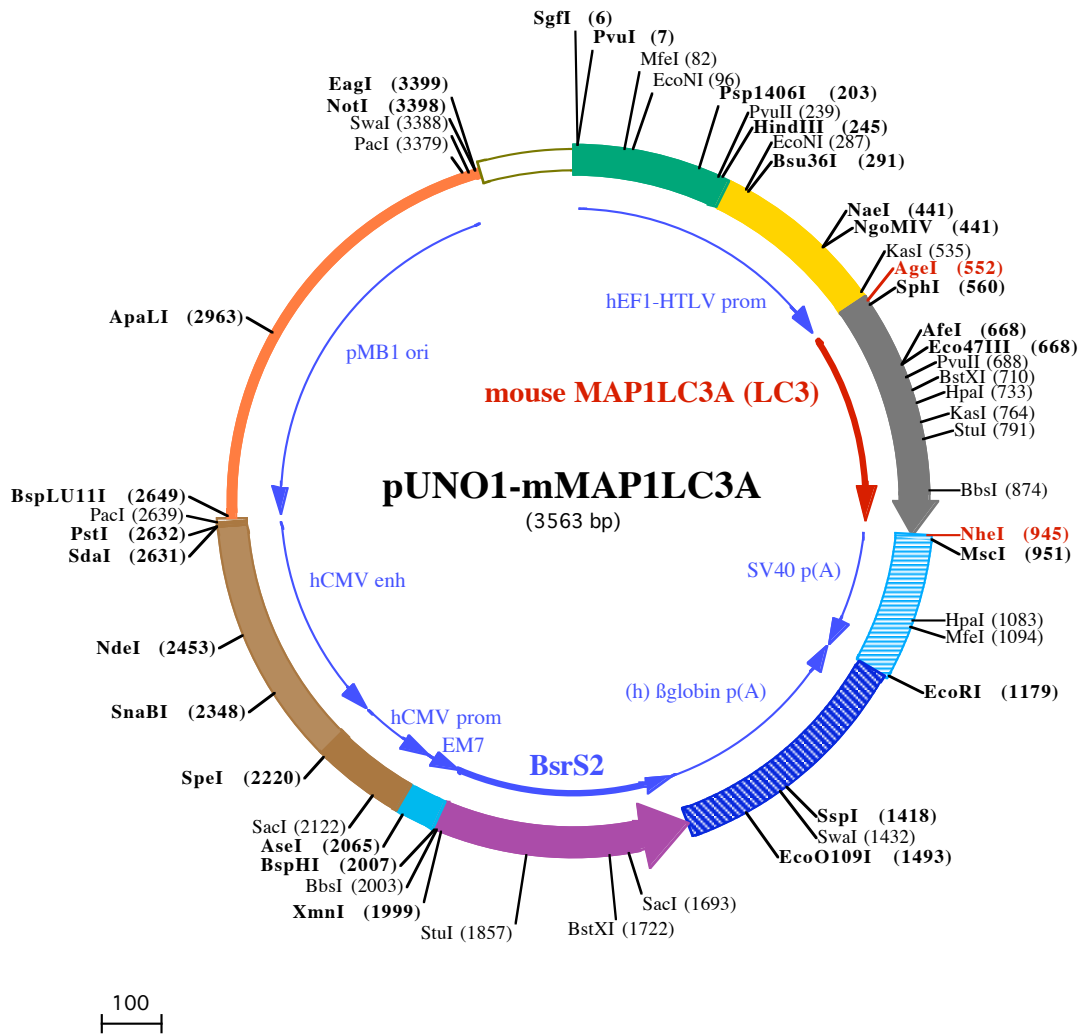 SgfI (6)
PvuI (7)
MfeI (82)
EcoNI (96)
Psp1406I (203)
PvuII (239)
HindIII (245)
EcoNI (287)
Bsu36I (291)
NaeI (441)
NgoMIV (441)
KasI (535)
AgeI (552)
SphI (560)
AfeI (668)
Eco47III (668)
PvuII (688)
BstXI (710)
HpaI (733)
KasI (764)
StuI (791)
BbsI (874)
NheI (945)
MscI (951)
HpaI (1083)
MfeI (1094)
EcoRI (1179)
SspI (1418)
SwaI (1432)
EcoO109I (1493)
SacI (1693)
BstXI (1722)
StuI (1857)
XmnI (1999)
BbsI (2003)
BspHI (2007)
AseI (2065)
SacI (2122)
SpeI (2220)
SnaBI (2348)
NdeI (2453)
SdaI (2631)
PstI (2632)
PacI (2639)
BspLU11I (2649)
ApaLI (2963)
PacI (3379)
SwaI (3388)
NotI (3398)
EagI (3399)
hEF1-HTLV prom
pMB1 ori
mouse MAP1LC3A (LC3)
pUNO1-mMAP1LC3A
(3563 bp)
SV40 p(A)
hCMV enh
(h) ßglobin p(A)
hCMV prom
EM7
BsrS2
100